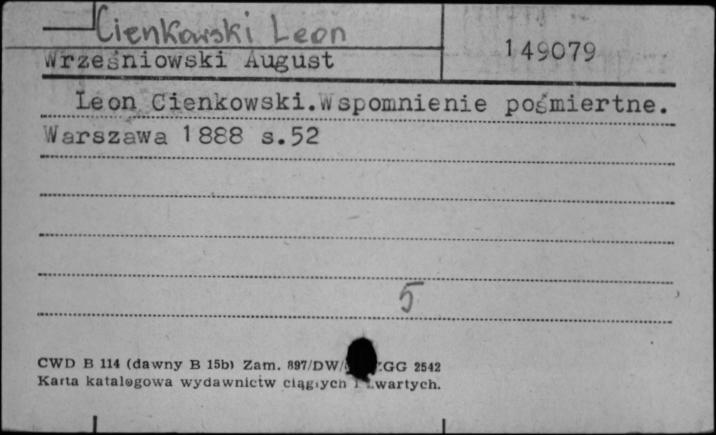 Cienkowski Leon
149079
Wrześniowski August
Leon Cienkowski.Wspomnienie pośmiertne.
Warszawa 1888 s.52
5
CWD B 114 (dawny B 15b) Zam. 897/DW/ GG 2542
Karta katalogowa wydawnictw ciągłych i zwartych.